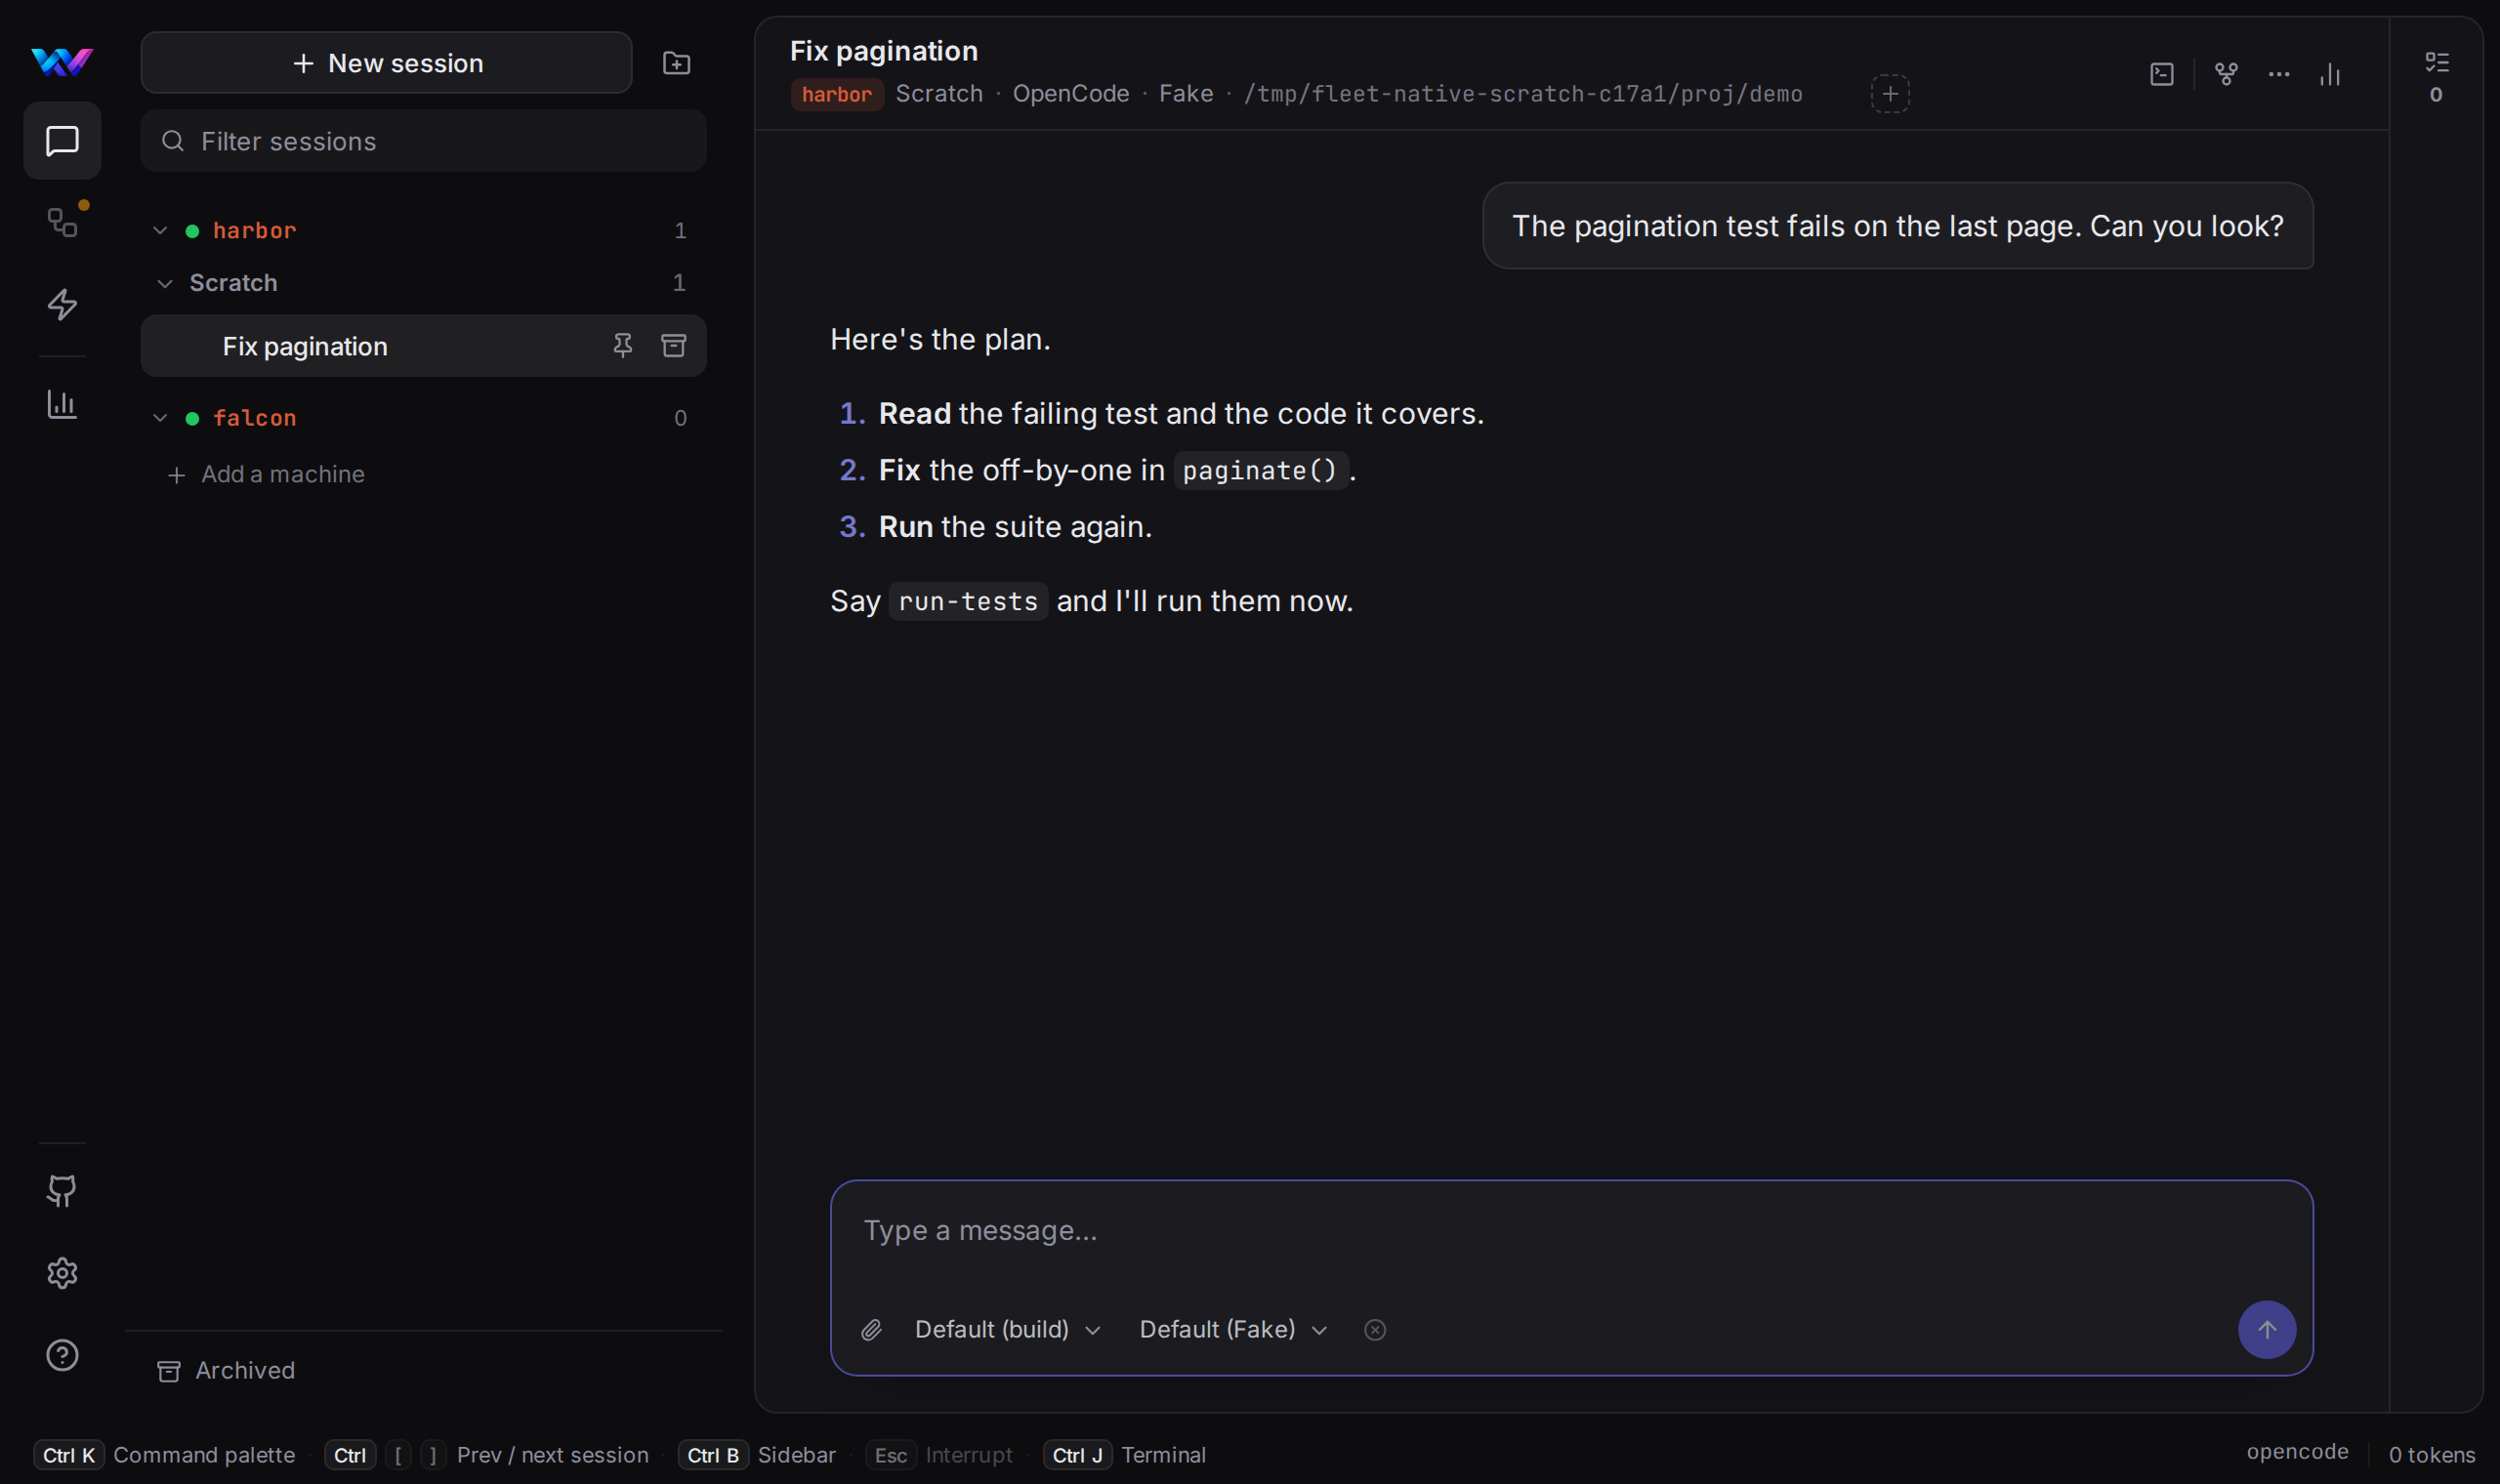 New session
Filter sessions
harbor 1
Scratch 1
Fix pagination
falcon 0
Add a machine
Archived
Fix pagination
harbor Scratch · OpenCode · Fake · /tmp/fleet-native-scratch-c17a1/proj/demo
0
The pagination test fails on the last page. Can you look?
Here's the plan.
1. Read the failing test and the code it covers.
2. Fix the off-by-one in paginate().
3. Run the suite again.
Say run-tests and I'll run them now.
Type a message...
Default (build) Default (Fake)
Ctrl K Command palette · Ctrl [ ] Prev / next session · Ctrl B Sidebar · Esc Interrupt · Ctrl J Terminal
opencode 0 tokens